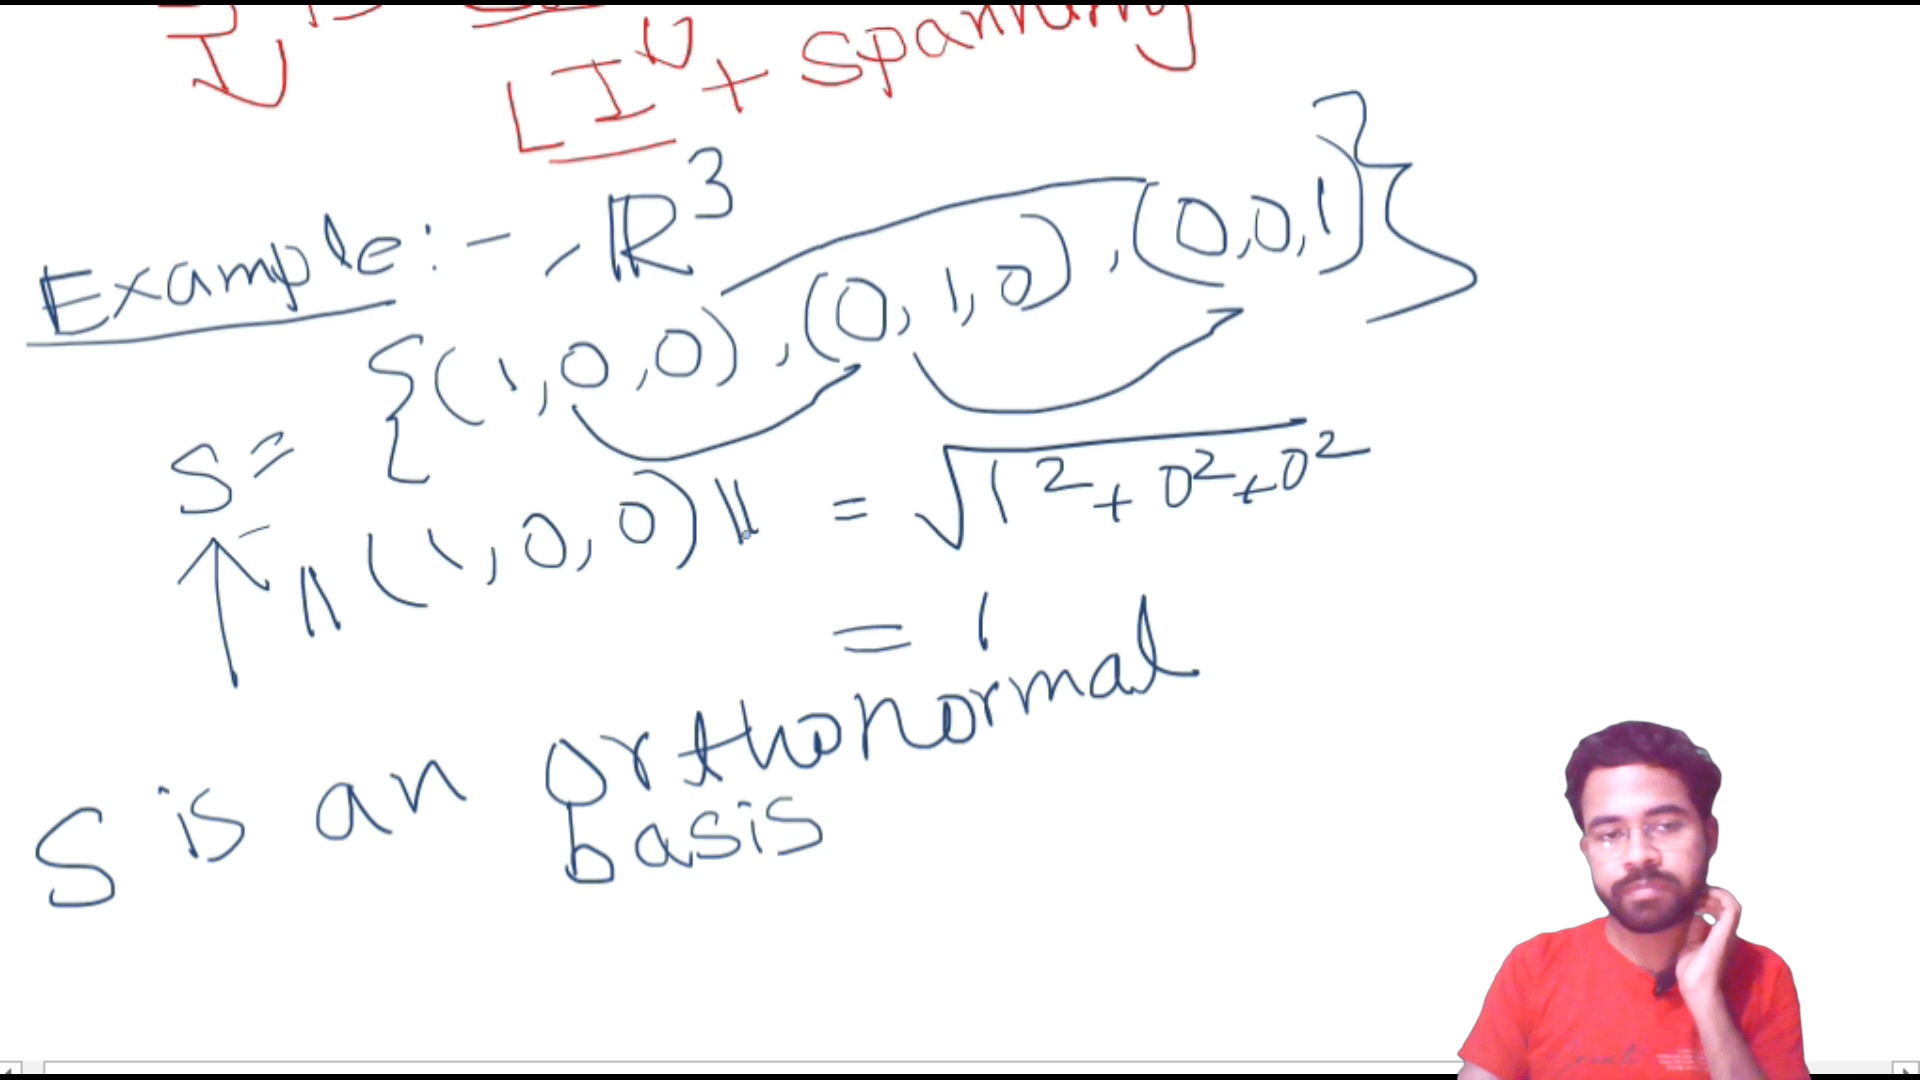 LI + spanning
Example:- ℝ³
S = {(1,0,0), (0,1,0), (0,0,1)}
||(1,0,0)|| = √1²+0²+0²
= 1
S is an orthonormal
basis